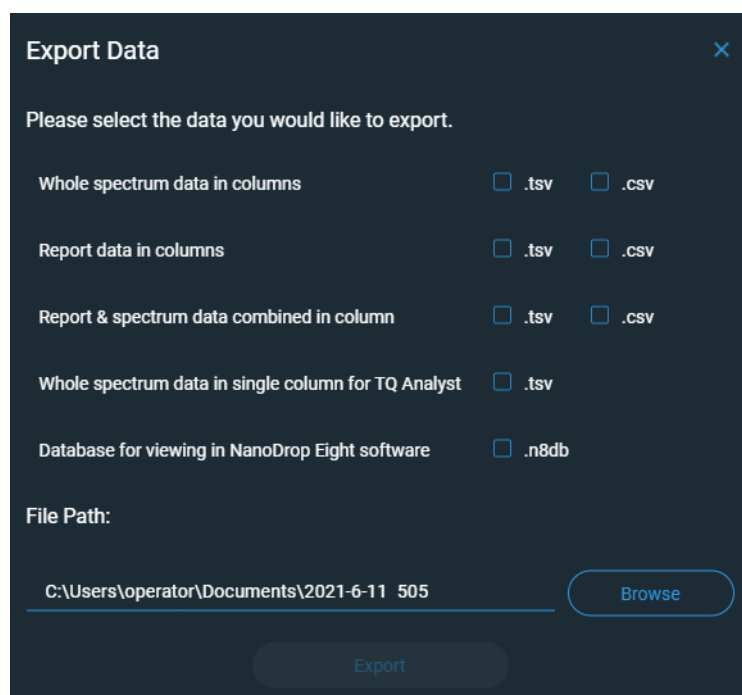 Export Data
Please select the data you would like to export.
Whole spectrum data in columns .tsv .csv
Report data in columns .tsv .csv
Report & spectrum data combined in column .tsv .csv
Whole spectrum data in single column for TQ Analyst .tsv
Database for viewing in NanoDrop Eight software .n8db
File Path:
C:\Users\operator\Documents\2021-6-11  505 Browse
Export